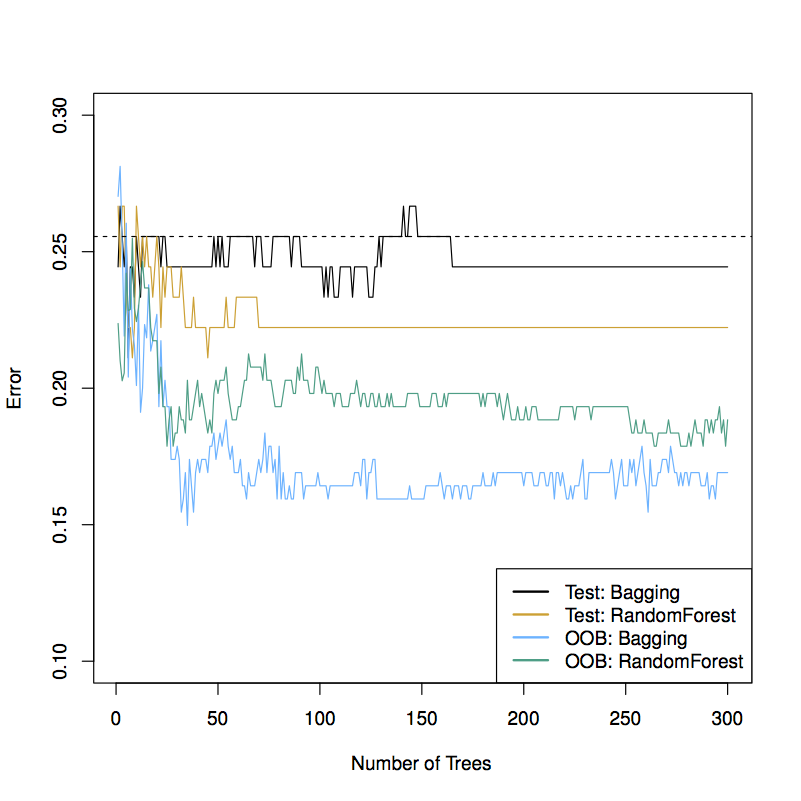 0.30
0.25
0.20
0.15
0.10
Error
Test: Bagging
Test: RandomForest
OOB: Bagging
OOB: RandomForest
0 50 100 150 200 250 300
Number of Trees